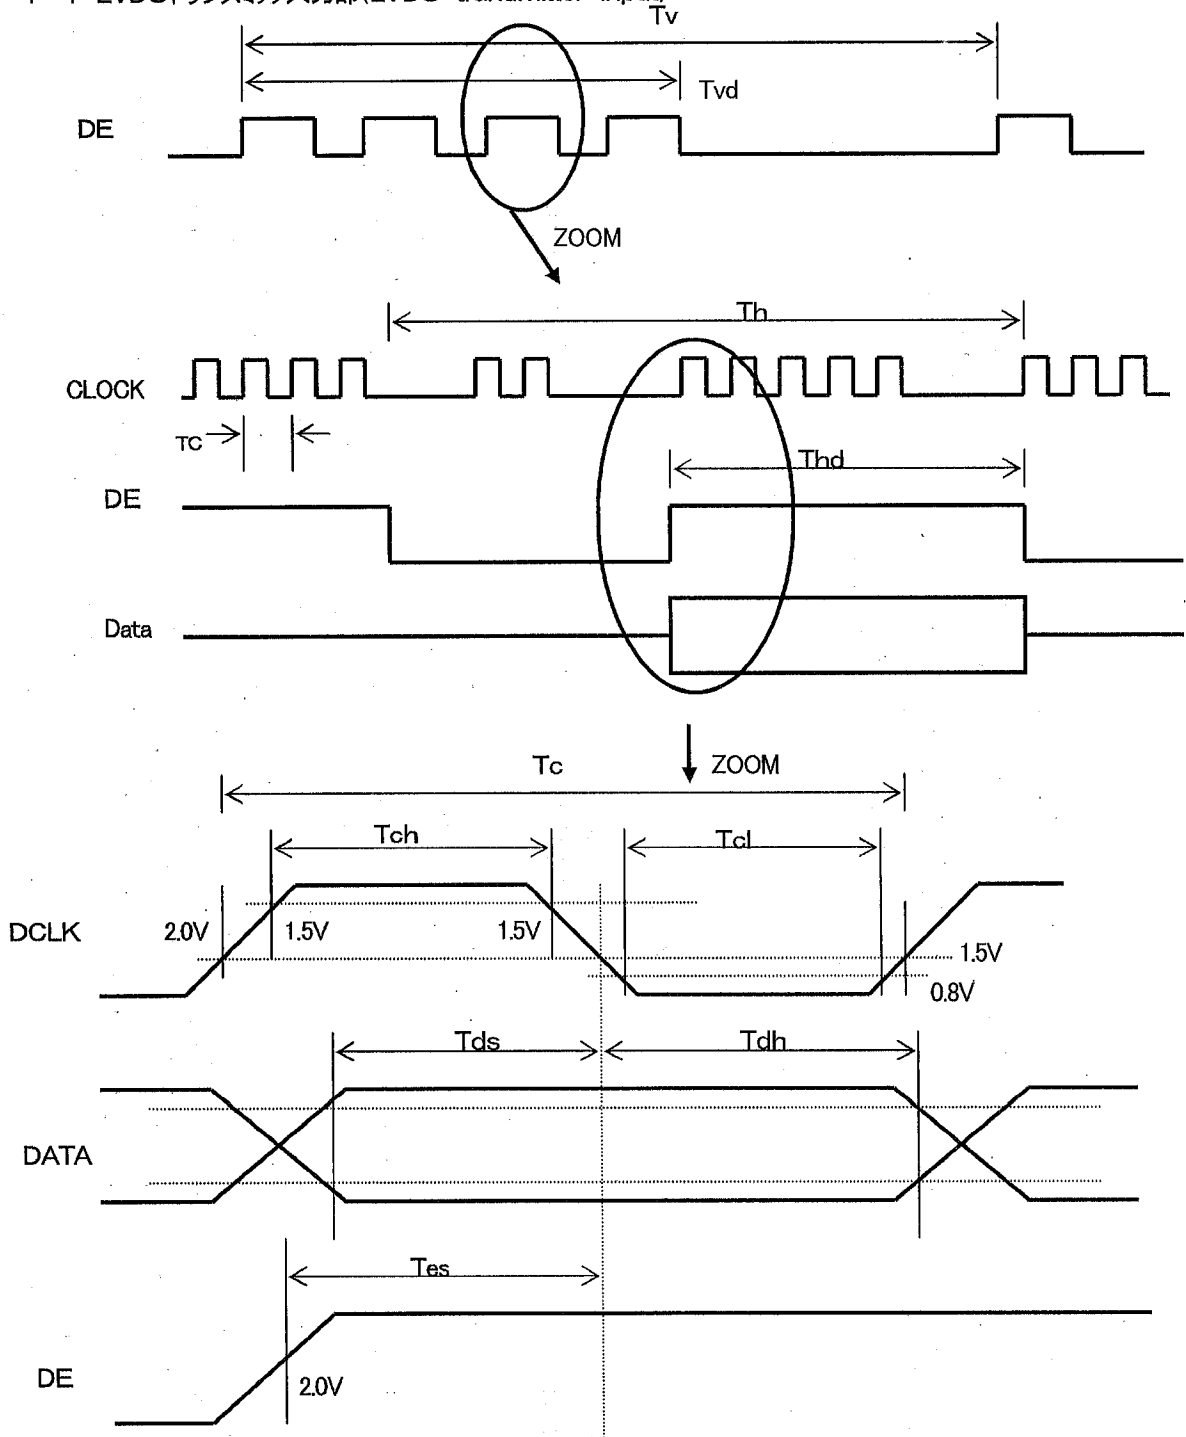 Tv
Tvd
DE
ZOOM
Th
CLOCK
TC
Thd
DE
Data
ZOOM
Tc
Tch
Tcl
DCLK
2.0V
1.5V
1.5V
1.5V
0.8V
Tds
Tdh
DATA
Tes
DE
2.0V